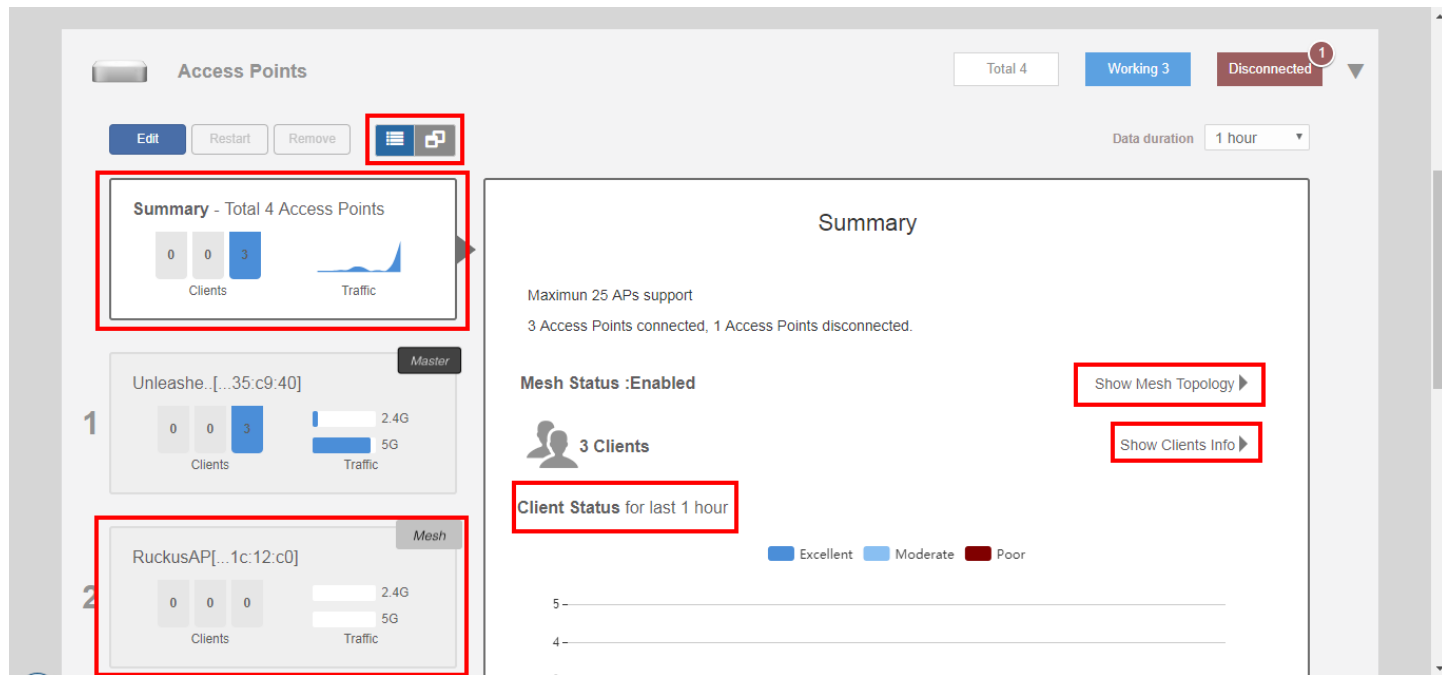 Access Points
Total 4
Working 3
Disconnected
1
Edit
Restart
Remove
Data duration
1 hour
Summary - Total 4 Access Points
0 0 3
Clients
Traffic
1
Master
Unleashe..[...35:c9:40]
0 0 3
2.4G
5G
Clients
Traffic
2
Mesh
RuckusAP[...1c:12:c0]
0 0 0
2.4G
5G
Clients
Traffic
Summary
Maximun 25 APs support
3 Access Points connected, 1 Access Points disconnected.
Mesh Status :Enabled
Show Mesh Topology
3 Clients
Show Clients Info
Client Status for last 1 hour
Excellent Moderate Poor
5
4